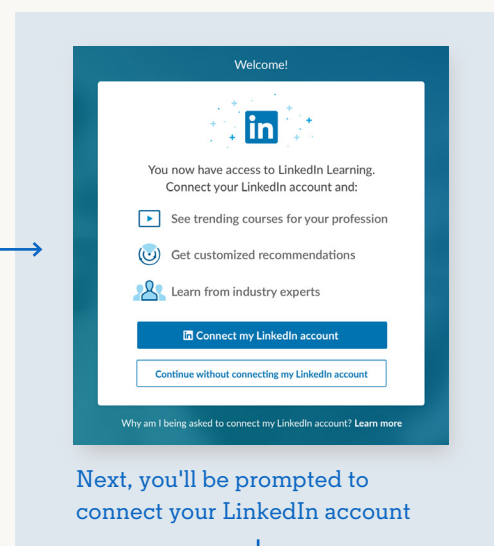 Welcome!
in
You now have access to LinkedIn Learning.
Connect your LinkedIn account and:
See trending courses for your profession
Get customized recommendations
Learn from industry experts
in Connect my LinkedIn account
Continue without connecting my LinkedIn account
Why am I being asked to connect my LinkedIn account? Learn more
Next, you'll be prompted to
connect your LinkedIn account